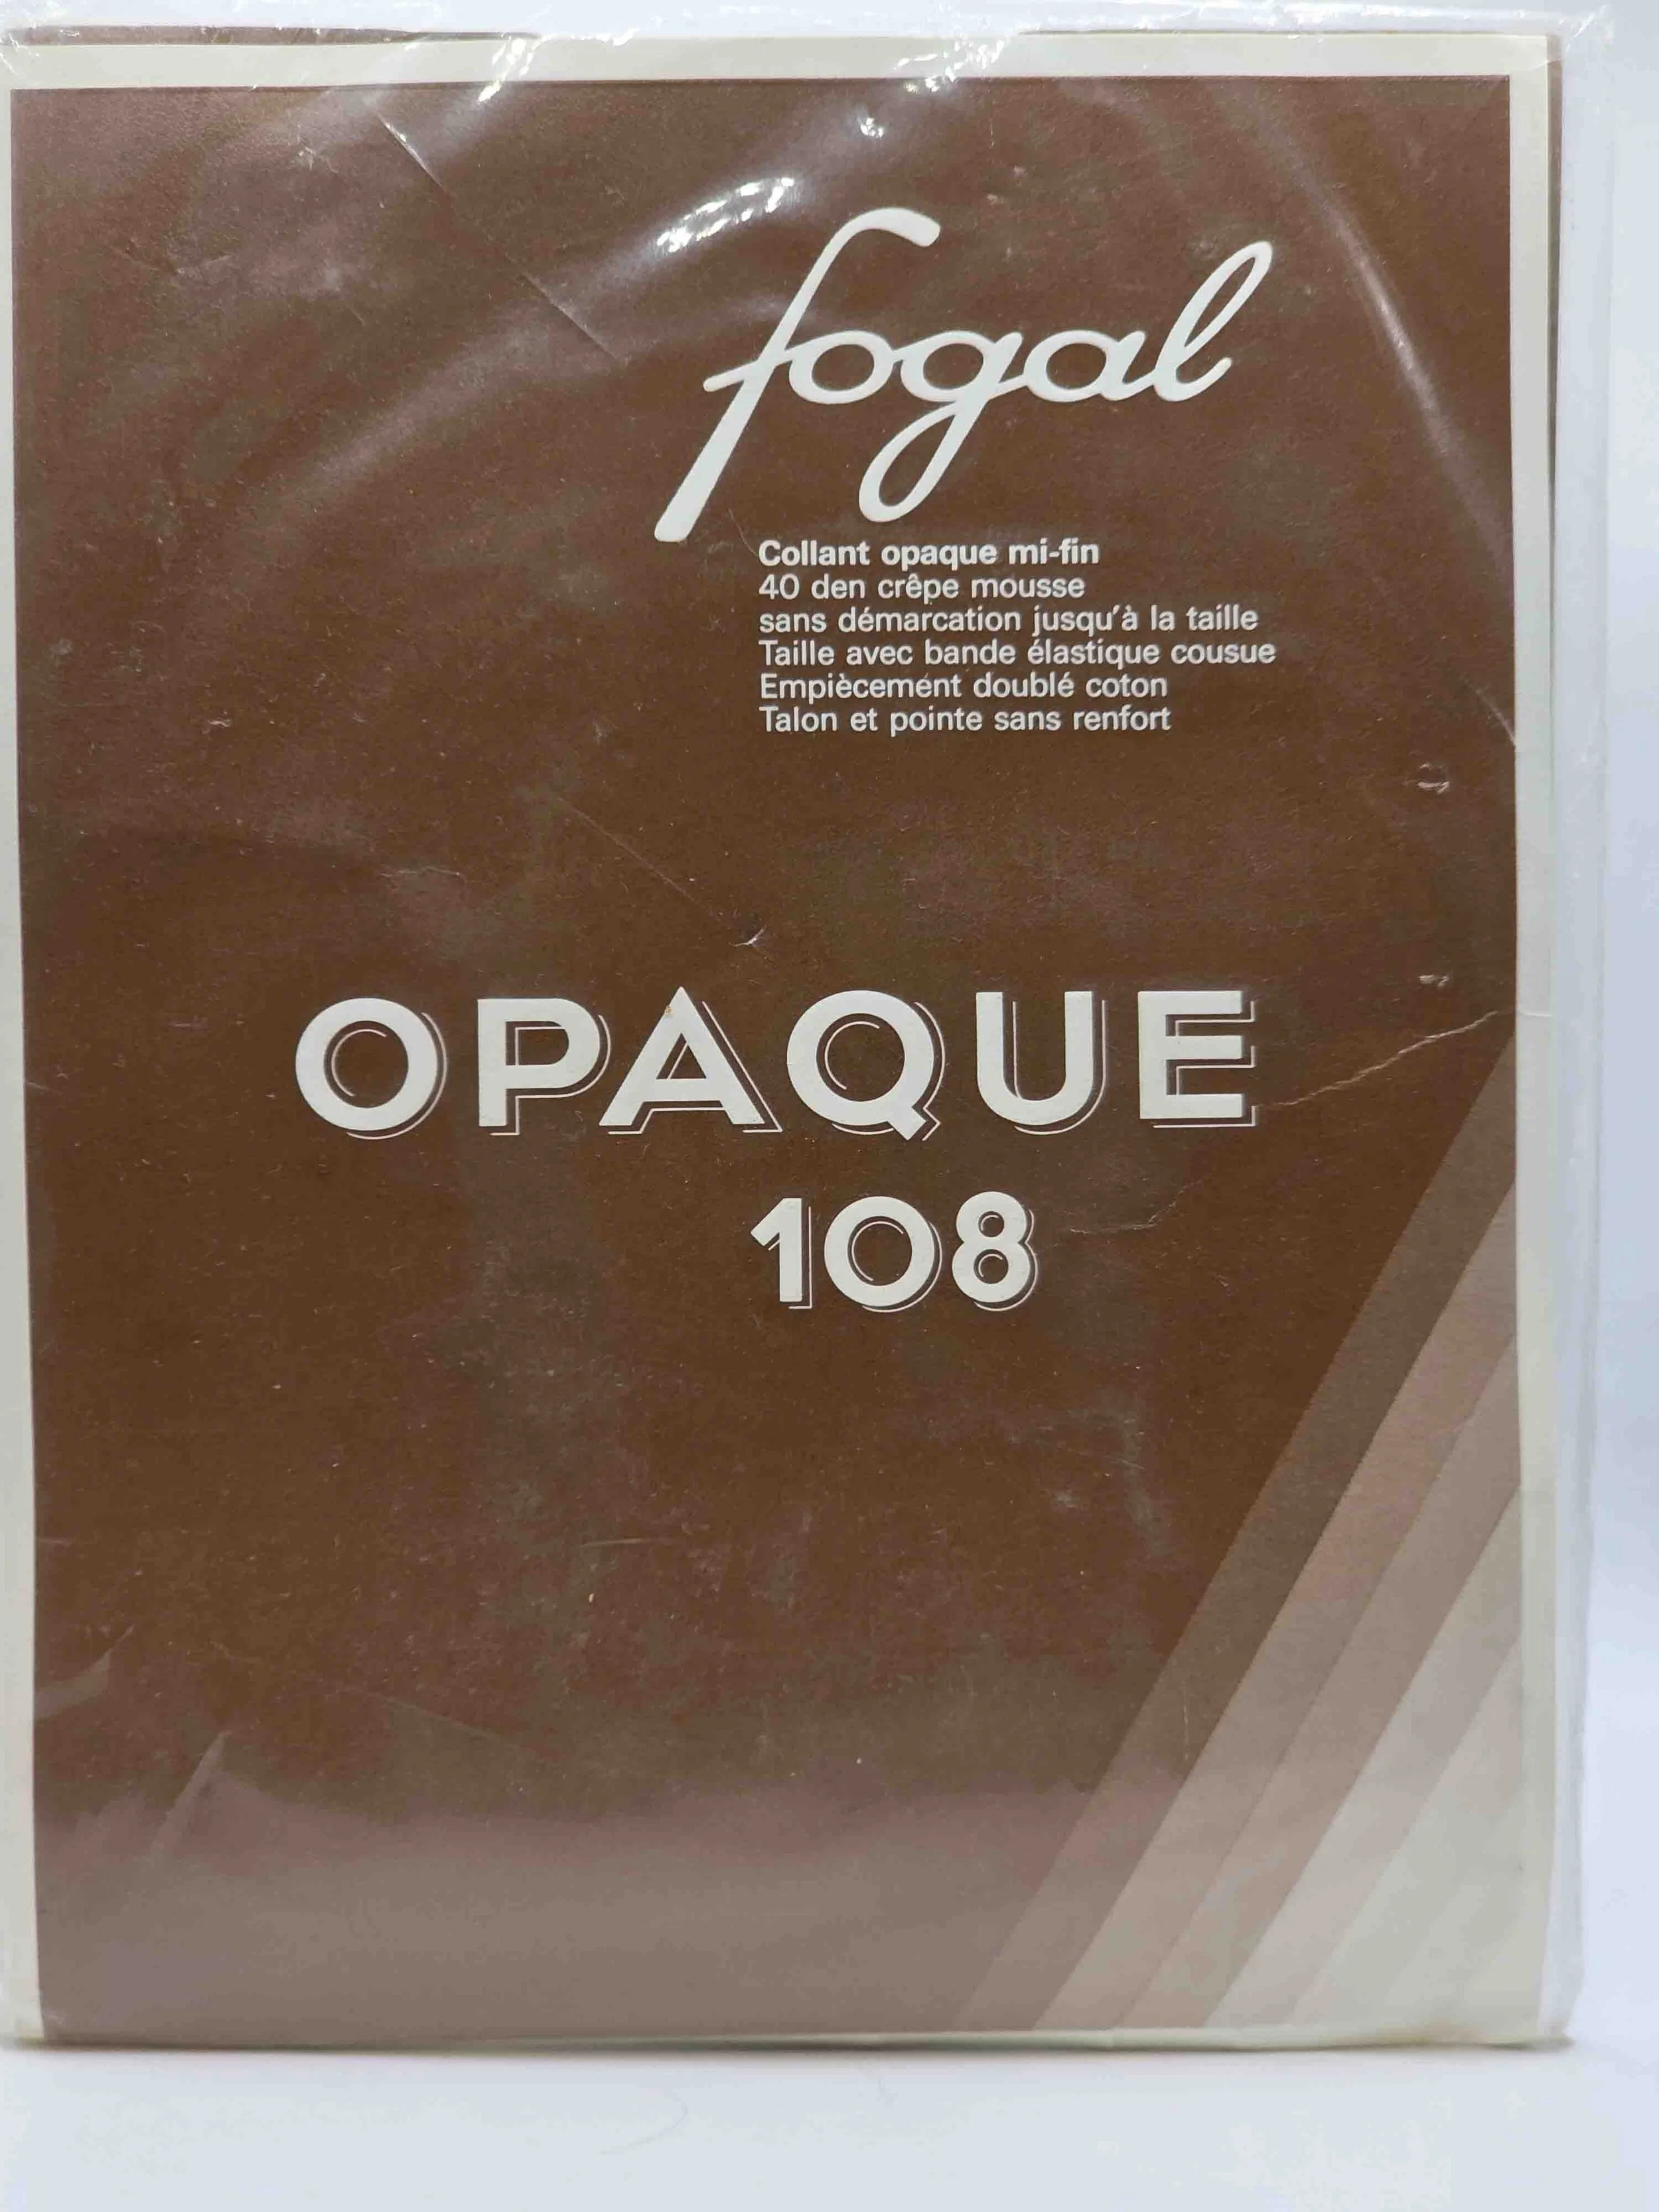 fogal
Collant opaque mi-fin
40 den crêpe mousse
sans démarcation jusqu'à la taille
Taille avec bande élastique cousue
Empiècement doublé coton
Talon et pointe sans renfort
OPAQUE
108